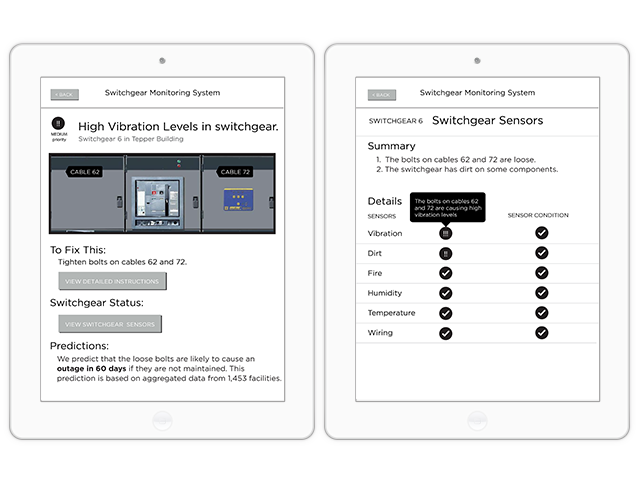 < BACK
Switchgear Monitoring System
!!
MEDIUM
priority
High Vibration Levels in switchgear.
Switchgear 6 in Tepper Building
CABLE 62
CABLE 72
To Fix This:
Tighten bolts on cables 62 and 72.
VIEW DETAILED INSTRUCTIONS
Switchgear Status:
VIEW SWITCHGEAR SENSORS
Predictions:
We predict that the loose bolts are likely to cause an
outage in 60 days if they are not maintained. This
prediction is based on aggregated data from 1,453 facilities.
< BACK
Switchgear Monitoring System
SWITCHGEAR 6 Switchgear Sensors
Summary
1. The bolts on cables 62 and 72 are loose.
2. The switchgear has dirt on some components.
Details
The bolts on cables 62
and 72 are causing high
vibration levels
SENSORS
SENSOR CONDITION
Vibration
Dirt
!!
Fire
Humidity
Temperature
Wiring